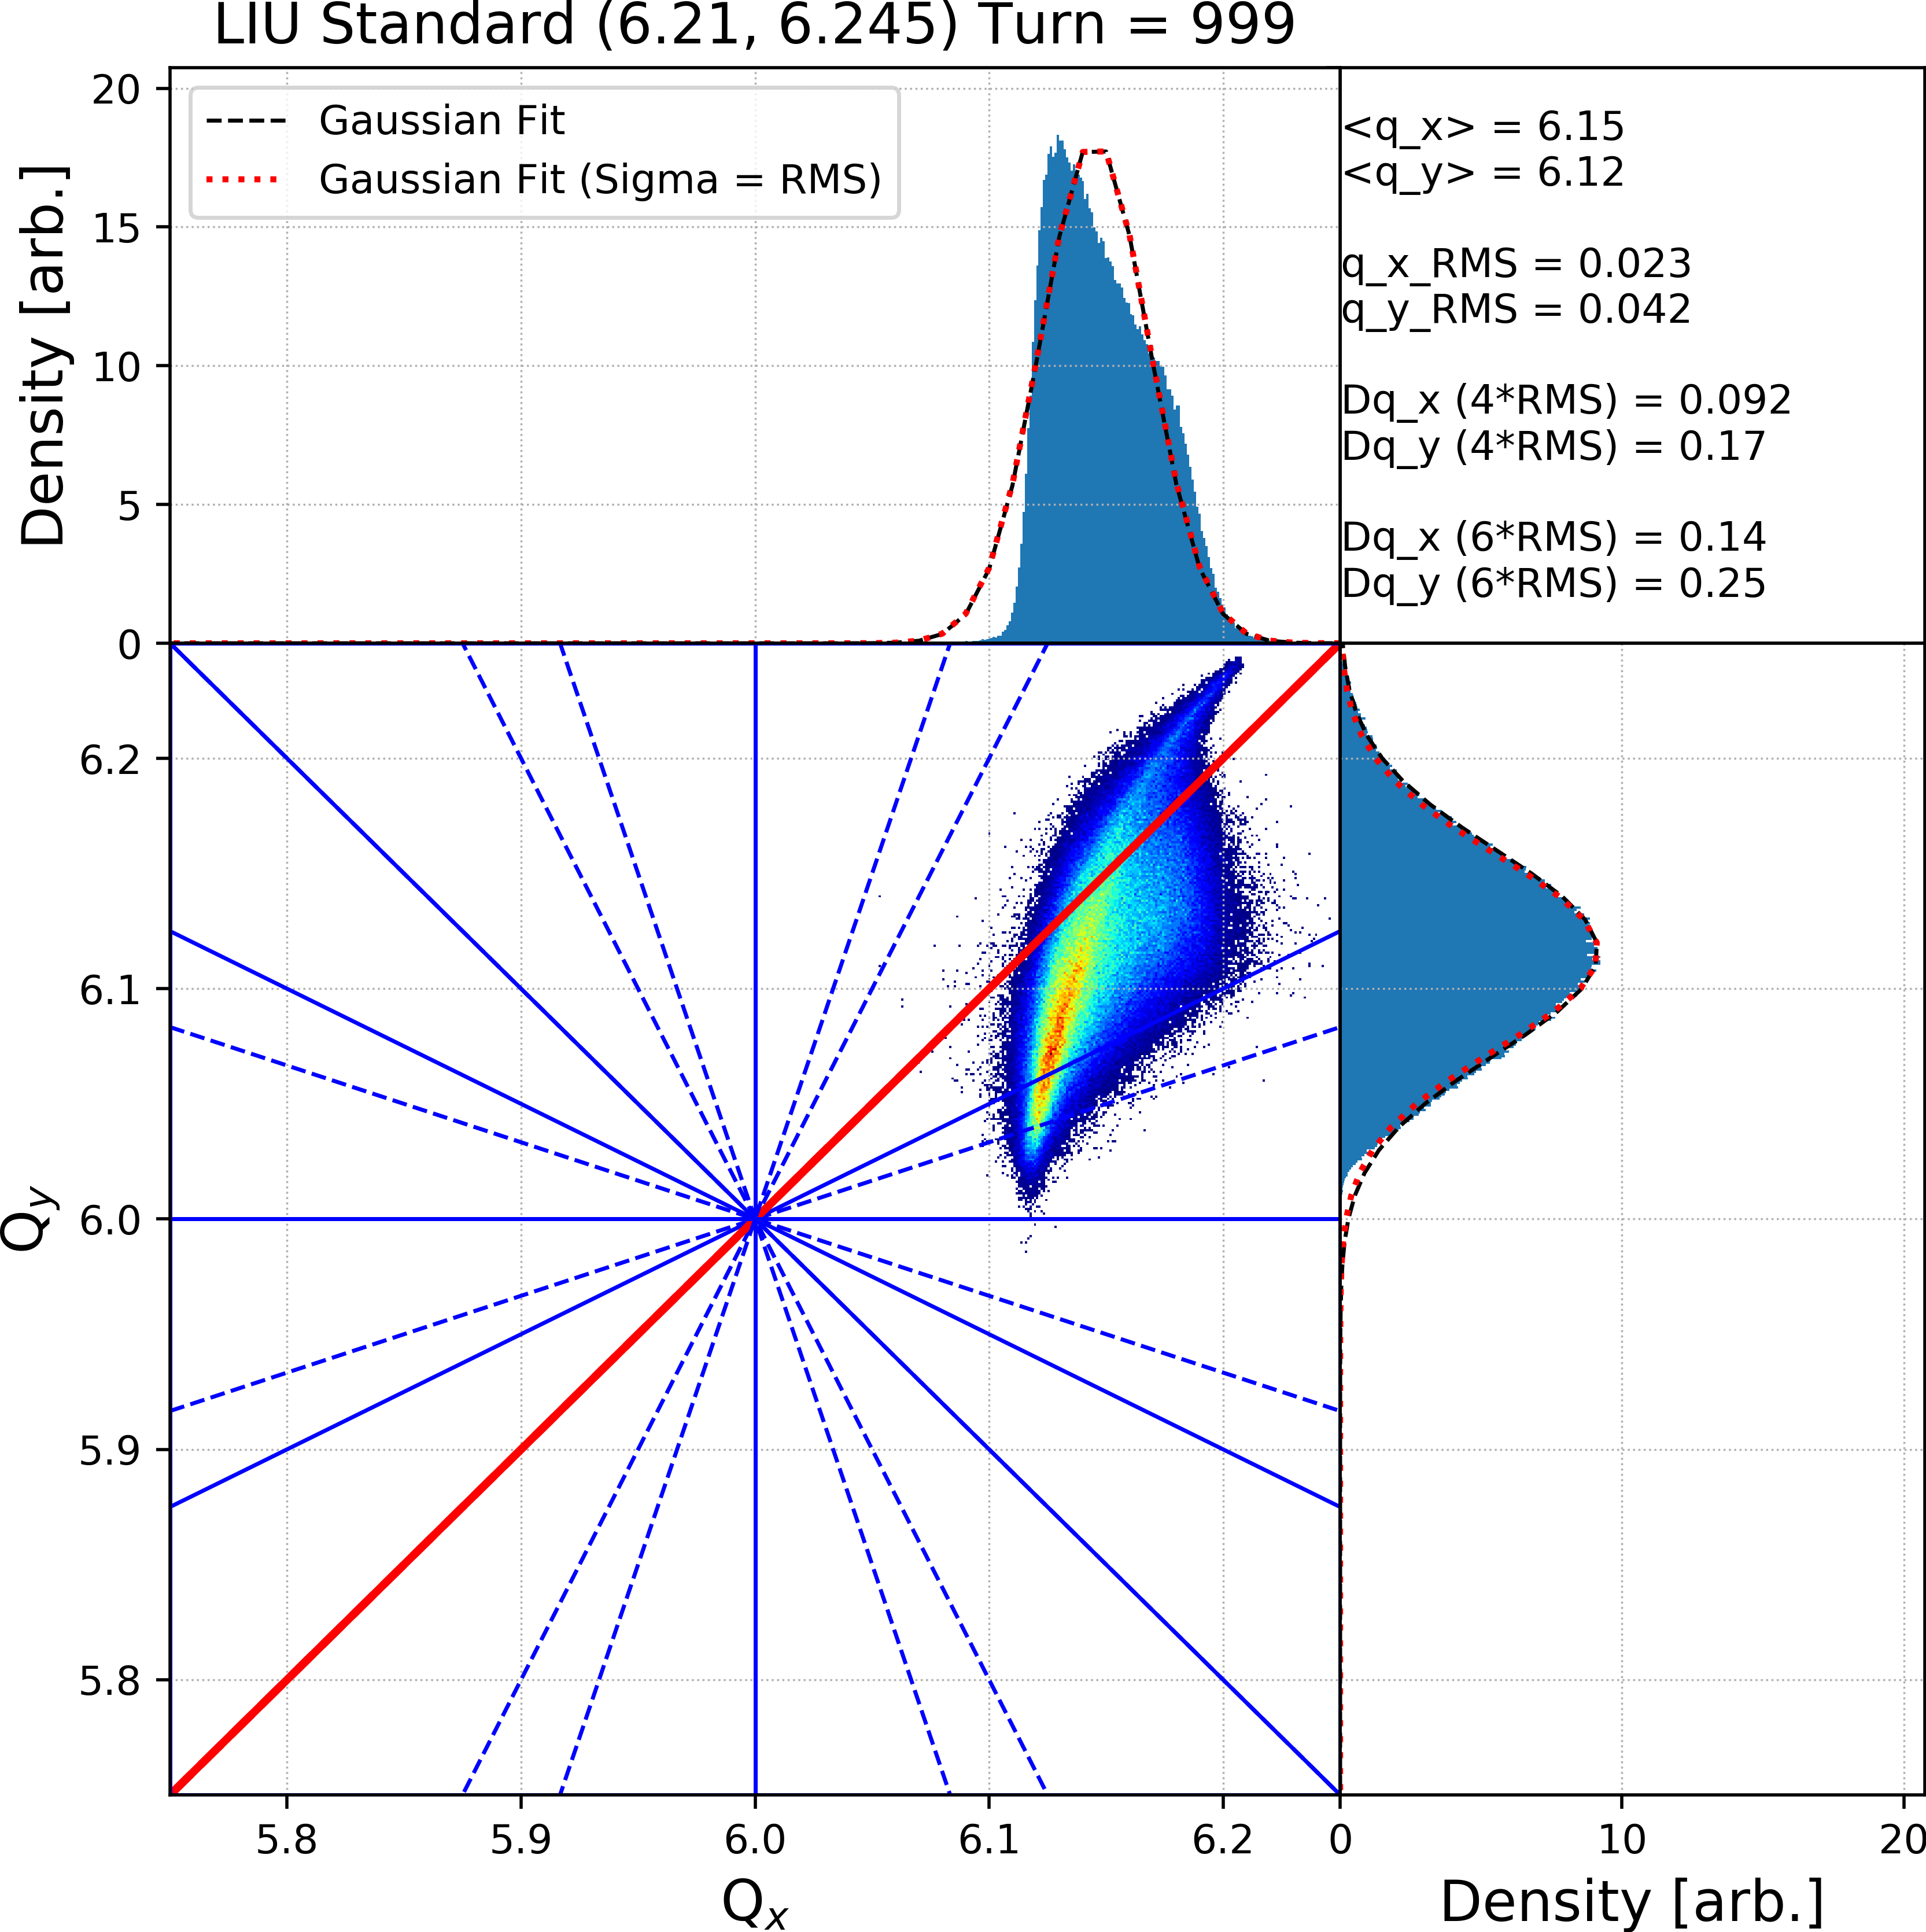 LIU Standard (6.21, 6.245) Turn = 999
Density [arb.]
20
15
10
5
0
Gaussian Fit
Gaussian Fit (Sigma = RMS)
<q_x> = 6.15
<q_y> = 6.12
q_x_RMS = 0.023
q_y_RMS = 0.042
Dq_x (4*RMS) = 0.092
Dq_y (4*RMS) = 0.17
Dq_x (6*RMS) = 0.14
Dq_y (6*RMS) = 0.25
Qy
6.2
6.1
6.0
5.9
5.8
5.8 5.9 6.0 6.1 6.2
Qx
0 10 20
Density [arb.]